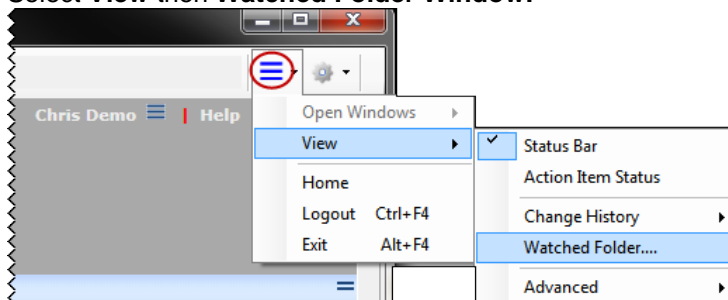 Select View then Watched Folder Window.
Chris Demo | Help
Open Windows
View
Home
Logout Ctrl+F4
Exit Alt+F4
Status Bar
Action Item Status
Change History
Watched Folder....
Advanced